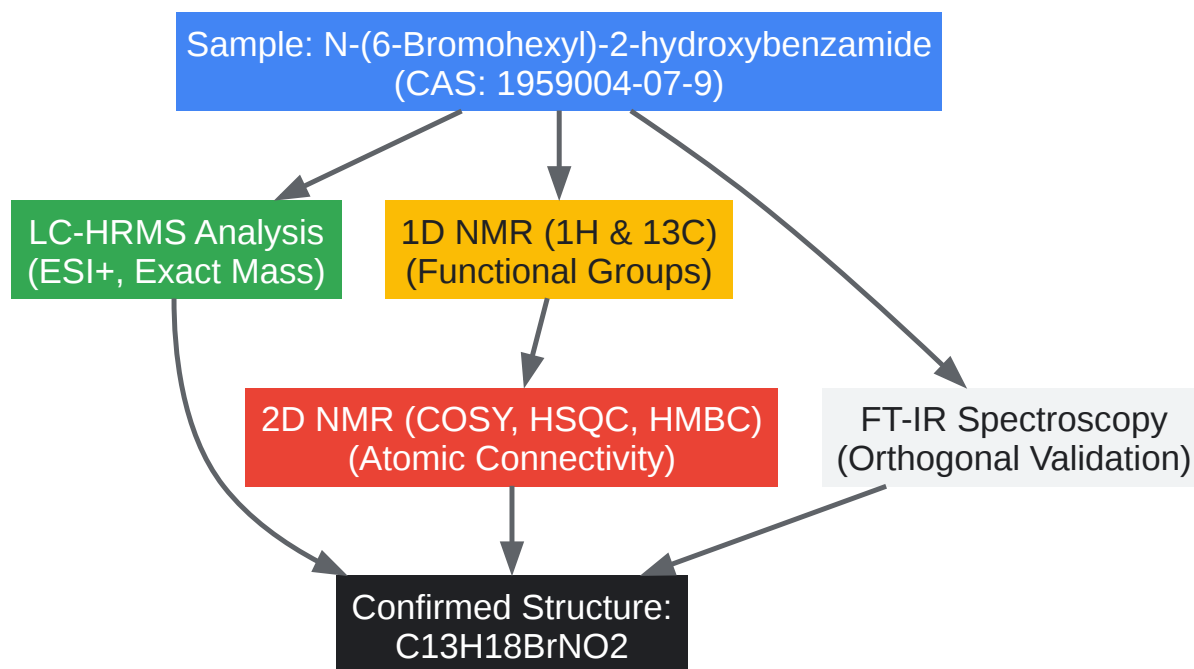 Sample: N-(6-Bromohexyl)-2-hydroxybenzamide
(CAS: 1959004-07-9)
LC-HRMS Analysis
(ESI+, Exact Mass)
1D NMR (1H & 13C)
(Functional Groups)
2D NMR (COSY, HSQC, HMBC)
(Atomic Connectivity)
FT-IR Spectroscopy
(Orthogonal Validation)
Confirmed Structure:
C13H18BrNO2